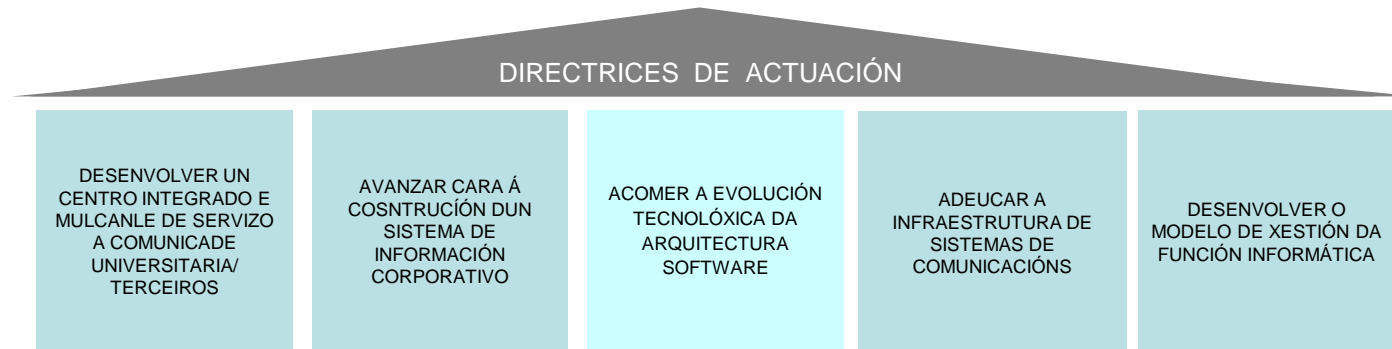 DIRECTRICES DE ACTUACIÓN
DESENVOLVER UN
CENTRO INTEGRADO E
MULCANLE DE SERVIZO
A COMUNICADE
UNIVERSITARIA/
TERCEIROS
AVANZAR CARA Á
COSNTRUCÍÓN DUN
SISTEMA DE
INFORMACIÓN
CORPORATIVO
ACOMER A EVOLUCIÓN
TECNOLÓXICA DA
ARQUITECTURA
SOFTWARE
ADEUCAR A
INFRAESTRUTURA DE
SISTEMAS DE
COMUNICACIÓNS
DESENVOLVER O
MODELO DE XESTIÓN DA
FUNCIÓN INFORMÁTICA